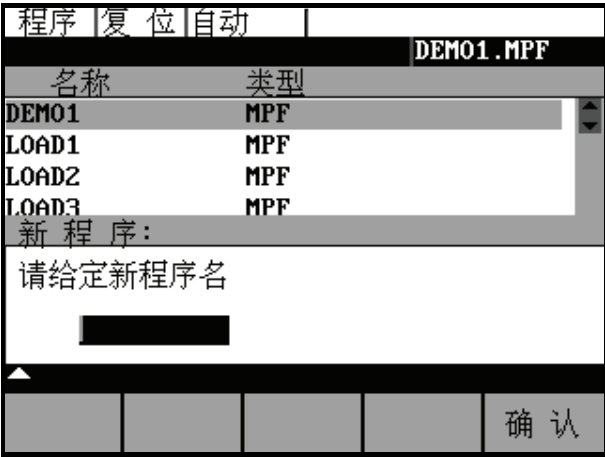 程序 复 位 自动
DEMO1.MPF
名称 类型
DEMO1 MPF
LOAD1 MPF
LOAD2 MPF
LOAD3 MPF
新 程 序:
请给定新程序名
确 认